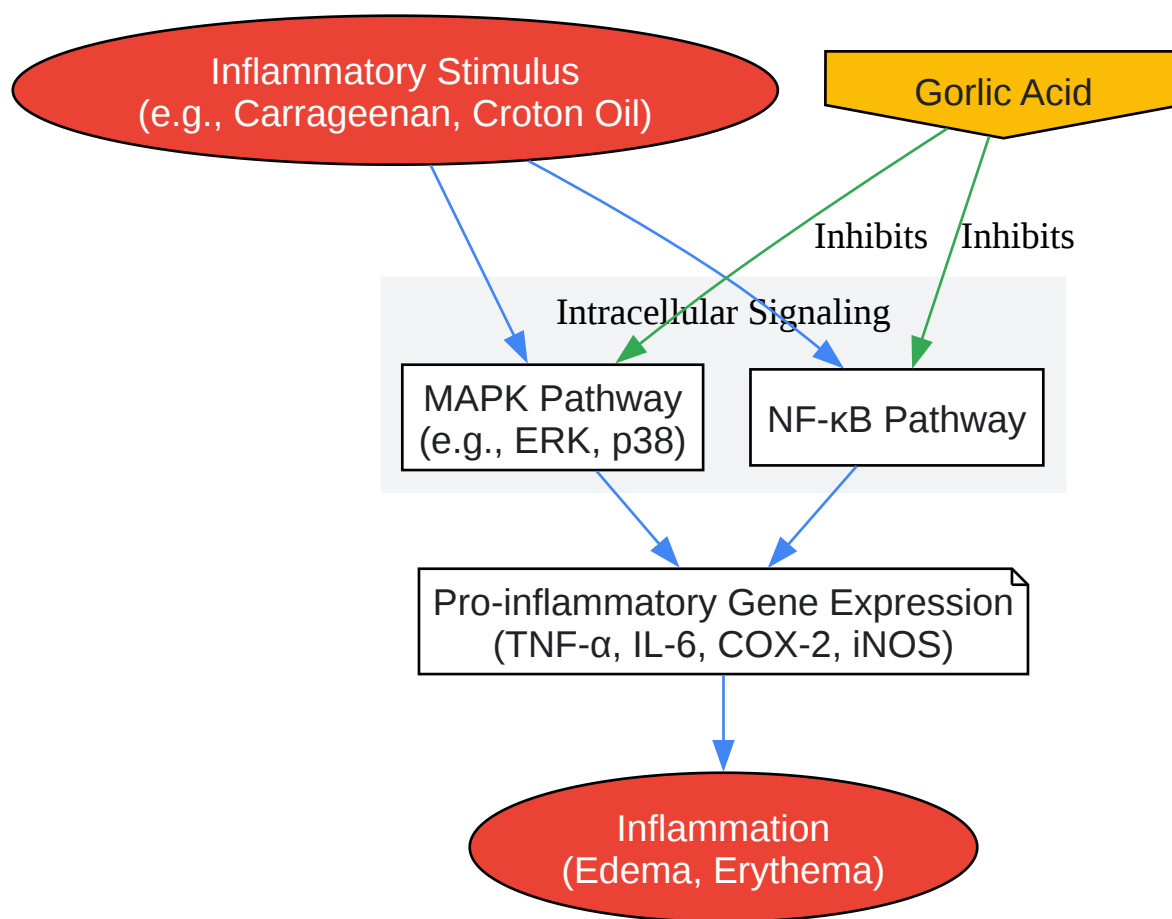 Inflammatory Stimulus
(e.g., Carrageenan, Croton Oil)
Gorlic Acid
Inhibits
Inhibits
Intracellular Signaling
MAPK Pathway
(e.g., ERK, p38)
NF-κB Pathway
Pro-inflammatory Gene Expression
(TNF-α, IL-6, COX-2, iNOS)
Inflammation
(Edema, Erythema)